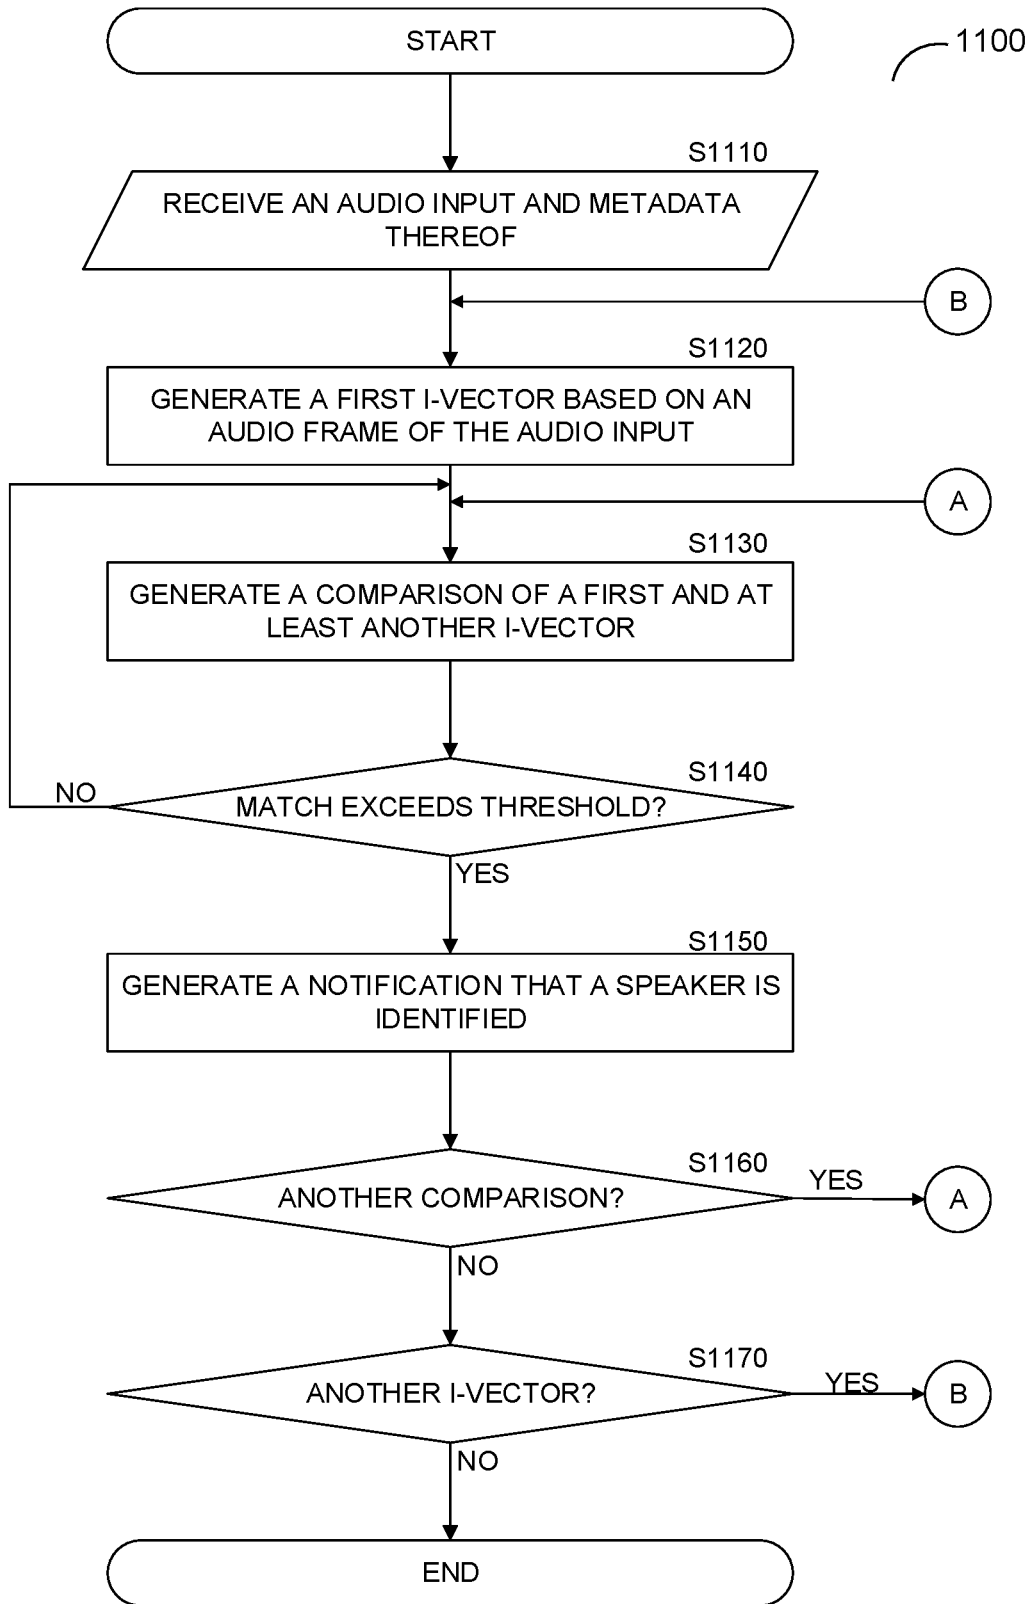 START
1100
S1110
RECEIVE AN AUDIO INPUT AND METADATA
THEREOF
B
S1120
GENERATE A FIRST I-VECTOR BASED ON AN
AUDIO FRAME OF THE AUDIO INPUT
A
S1130
GENERATE A COMPARISON OF A FIRST AND AT
LEAST ANOTHER I-VECTOR
S1140
NO
MATCH EXCEEDS THRESHOLD?
YES
S1150
GENERATE A NOTIFICATION THAT A SPEAKER IS
IDENTIFIED
S1160
ANOTHER COMPARISON?
YES
A
NO
S1170
ANOTHER I-VECTOR?
YES
B
NO
END